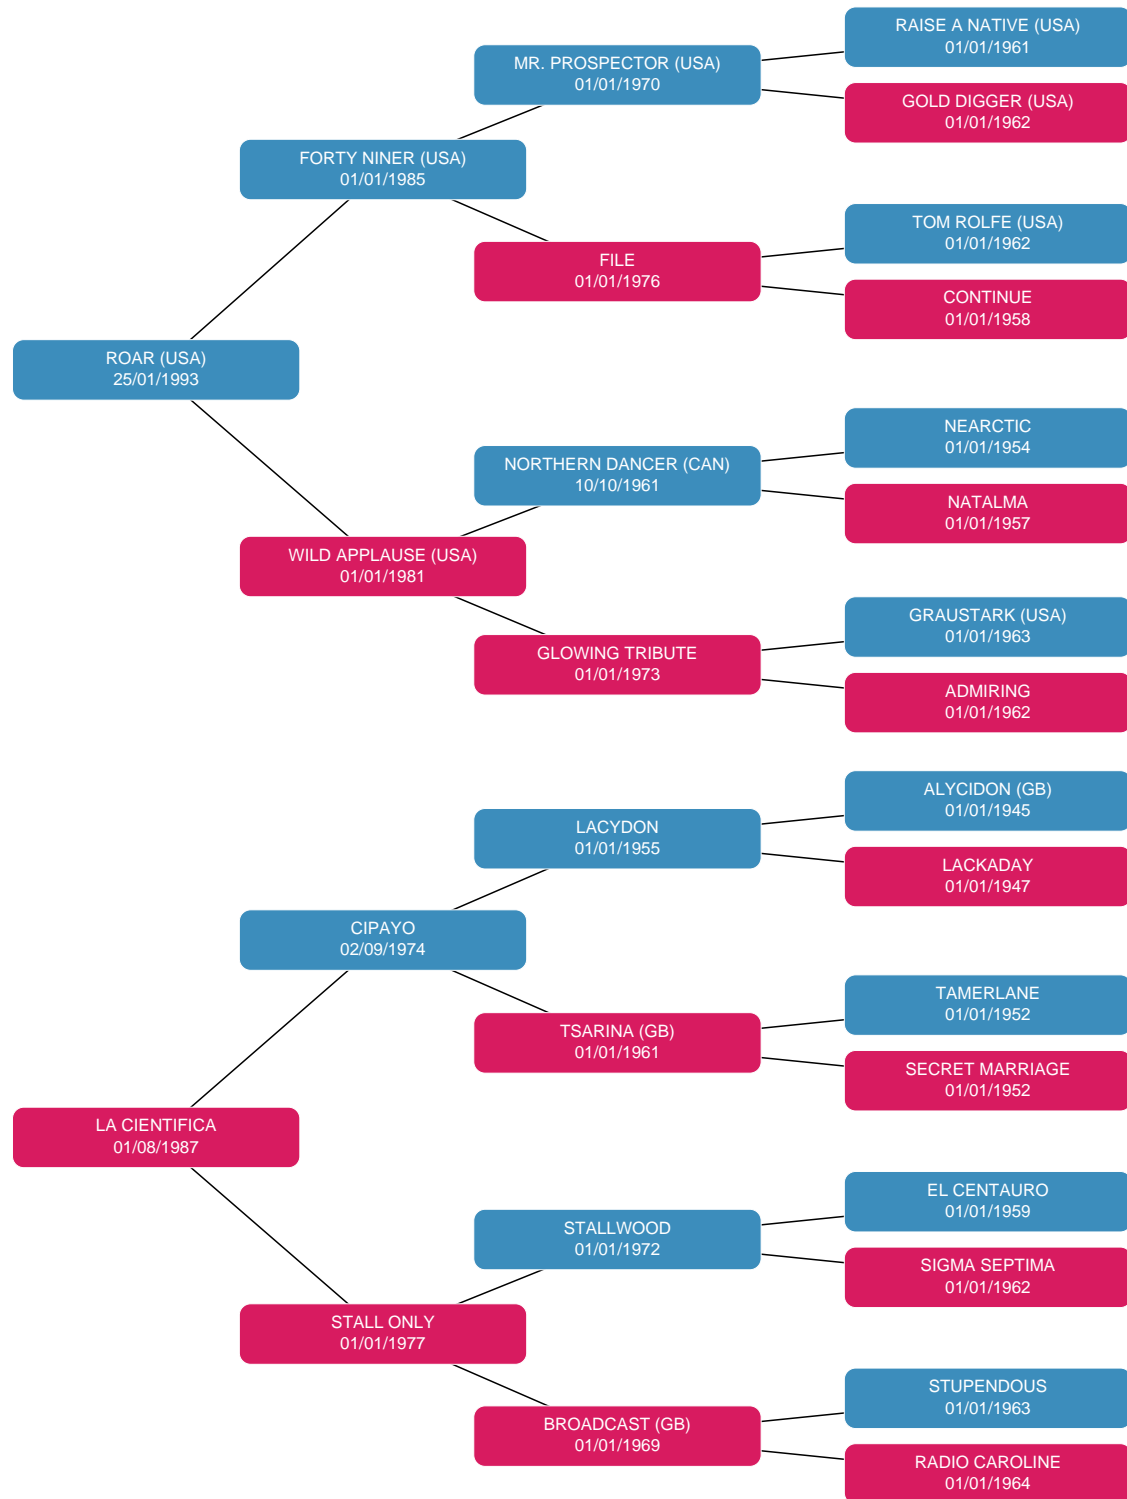 RAISE A NATIVE (USA)
01/01/1961
MR. PROSPECTOR (USA)
01/01/1970
GOLD DIGGER (USA)
01/01/1962
FORTY NINER (USA)
01/01/1985
TOM ROLFE (USA)
01/01/1962
FILE
01/01/1976
CONTINUE
01/01/1958
ROAR (USA)
25/01/1993
NEARCTIC
01/01/1954
NORTHERN DANCER (CAN)
10/10/1961
NATALMA
01/01/1957
WILD APPLAUSE (USA)
01/01/1981
GRAUSTARK (USA)
01/01/1963
GLOWING TRIBUTE
01/01/1973
ADMIRING
01/01/1962
ALYCIDON (GB)
01/01/1945
LACYDON
01/01/1955
LACKADAY
01/01/1947
CIPAYO
02/09/1974
TAMERLANE
01/01/1952
TSARINA (GB)
01/01/1961
SECRET MARRIAGE
01/01/1952
LA CIENTIFICA
01/08/1987
EL CENTAURO
01/01/1959
STALLWOOD
01/01/1972
SIGMA SEPTIMA
01/01/1962
STALL ONLY
01/01/1977
STUPENDOUS
01/01/1963
BROADCAST (GB)
01/01/1969
RADIO CAROLINE
01/01/1964